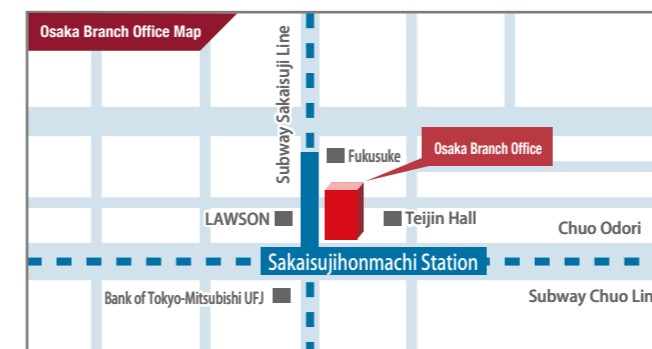 Osaka Branch Office Map
Subway Sakaisuji Line
Fukusuke
Osaka Branch Office
LAWSON
Teijin Hall
Chuo Odori
Sakaisujihonmachi Station
Bank of Tokyo-Mitsubishi UFJ
Subway Chuo Lin